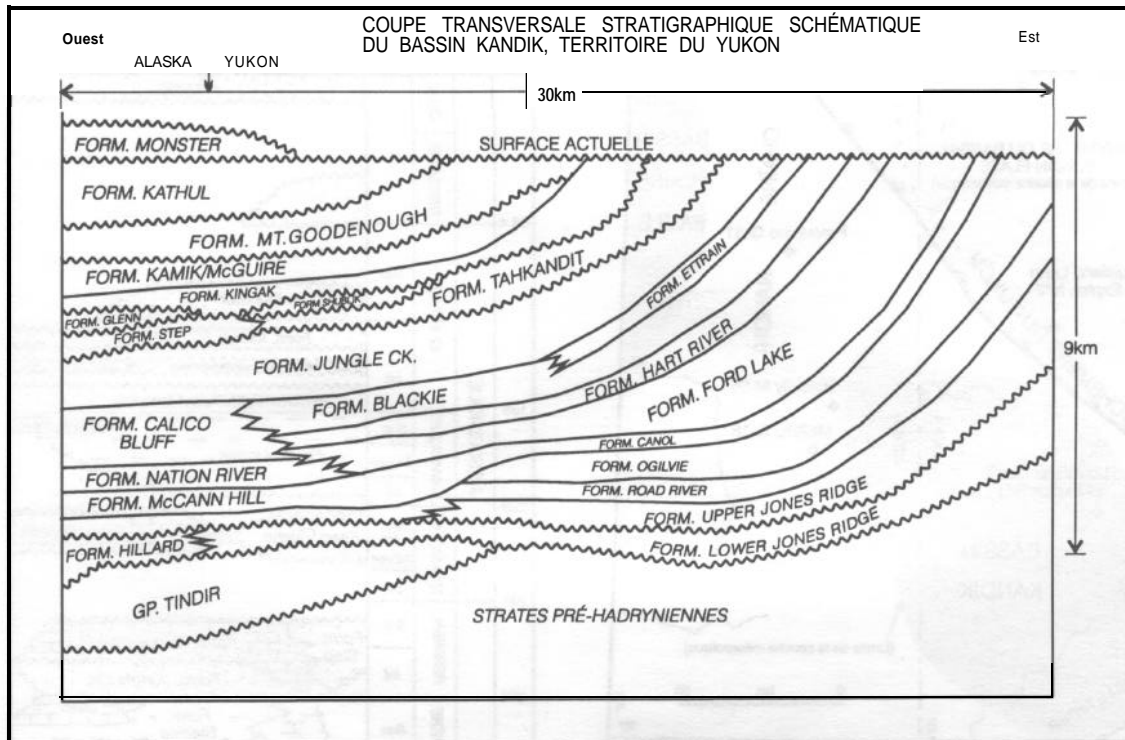 COUPE TRANSVERSALE STRATIGRAPHIQUE SCHÉMATIQUE
DU BASSIN KANDIK, TERRITOIRE DU YUKON
Ouest
Est
ALASKA
YUKON
30km
FORM. MONSTER
SURFACE ACTUELLE
FORM. KATHUL
FORM. MT.GOODENOUGH
FORM. KAMIK/McGUIRE
FORM. KINGAK
FORM. SHUBLIK
FORM. TAHKANDIT
FORM. GLENN
FORM. STEP
FORM. ETTRAIN
FORM. JUNGLE CK.
9km
FORM. BLACKIE
FORM. HART RIVER
FORM. FORD LAKE
FORM. CALICO
BLUFF
FORM. CANOL
FORM. NATION RIVER
FORM. OGILVIE
FORM. McCANN HILL
FORM. ROAD RIVER
FORM. UPPER JONES RIDGE
FORM. HILLARD
FORM. LOWER JONES RIDGE
GP. TINDIR
STRATES PRÉ-HADRYNIENNES